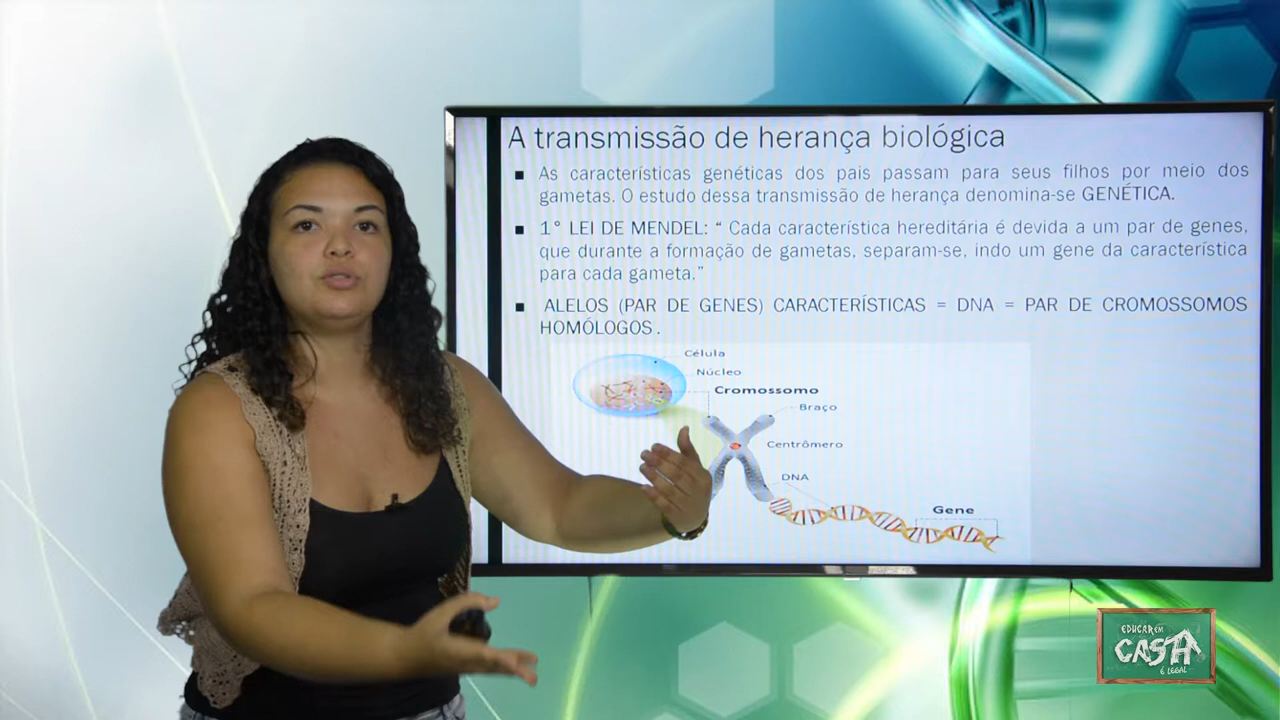 A transmissão de herança biológica
▪ As características genéticas dos pais passam para seus filhos por meio dos
gametas. O estudo dessa transmissão de herança denomina-se GENÉTICA.
▪ 1° LEI DE MENDEL: “ Cada característica hereditária é devida a um par de genes,
que durante a formação de gametas, separam-se, indo um gene da característica
para cada gameta.”
▪ ALELOS (PAR DE GENES) CARACTERÍSTICAS = DNA = PAR DE CROMOSSOMOS
HOMÓLOGOS.
Célula
Núcleo
Cromossomo
Braço
Centrômero
DNA
Gene
EDUCAR EM
CASA
É LEGAL